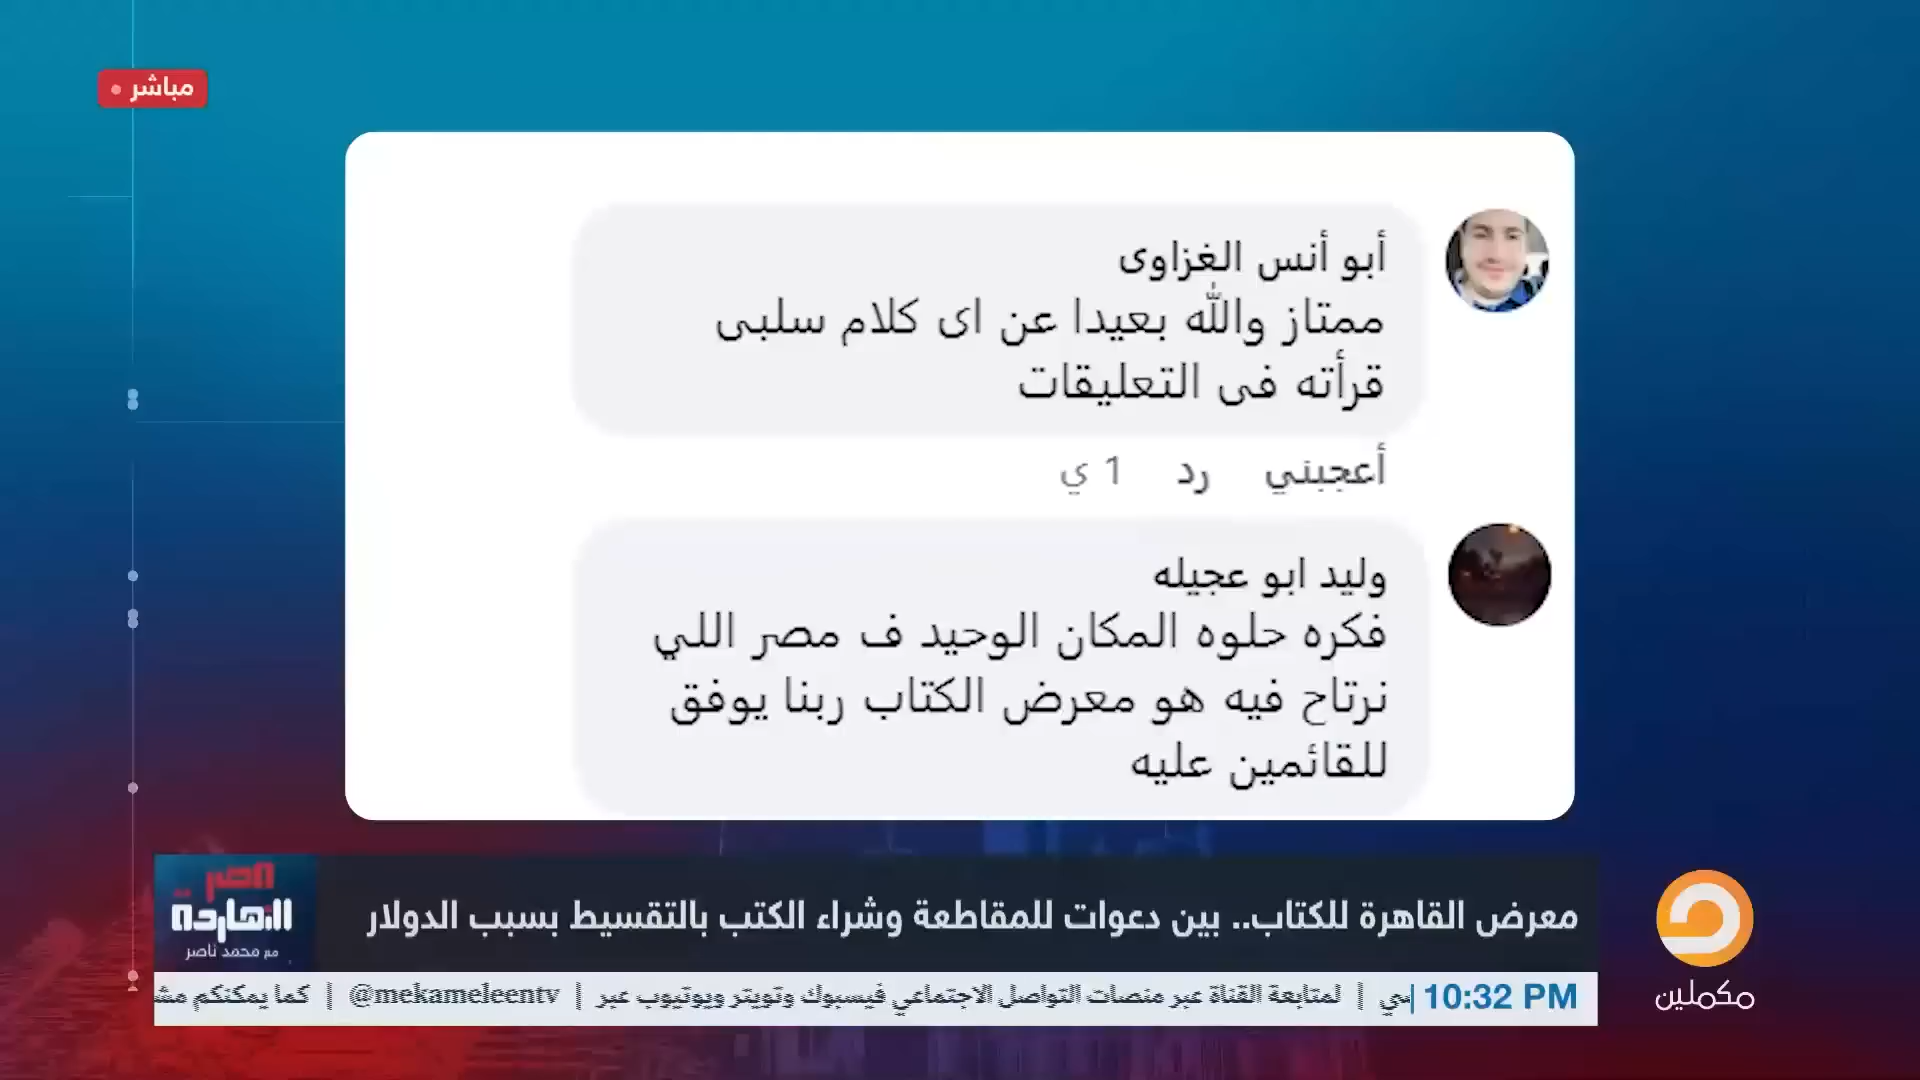 مباشر
أبو أنس الغزاوى
ممتاز والله بعيدا عن اى كلام سلبى
قرأته فى التعليقات
أعجبني رد 1 ي
وليد ابو عجيله
فكره حلوه المكان الوحيد ف مصر اللي
نرتاح فيه هو معرض الكتاب ربنا يوفق
للقائمين عليه
معرض القاهرة للكتاب.. بين دعوات للمقاطعة وشراء الكتب بالتقسيط بسبب الدولار
مصر
النهاردة
مع محمد ناصر
10:32 PM
سي | لمتابعة القناة عبر منصات التواصل الاجتماعي فيسبوك وتويتر ويوتيوب عبر | @mekameleentv | كما يمكنكم مش
مكملين